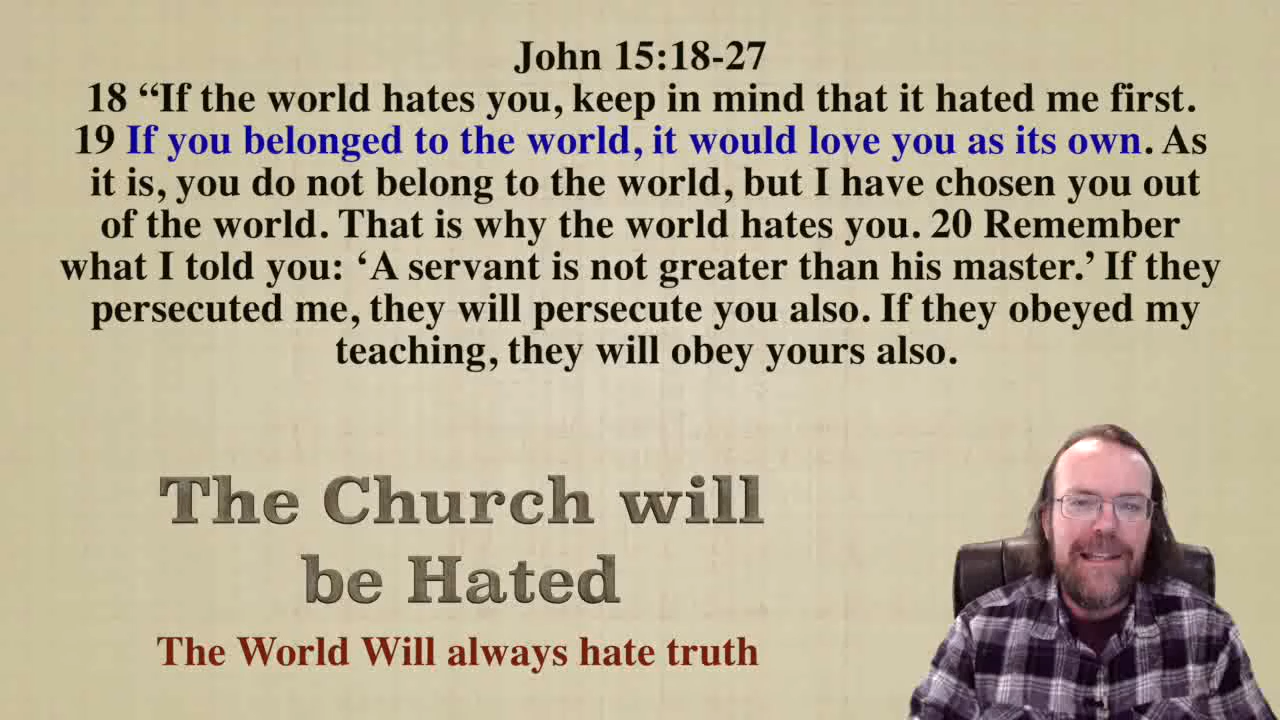 John 15:18-27
18 “If the world hates you, keep in mind that it hated me first.
19 If you belonged to the world, it would love you as its own. As
it is, you do not belong to the world, but I have chosen you out
of the world. That is why the world hates you. 20 Remember
what I told you: ‘A servant is not greater than his master.’ If they
persecuted me, they will persecute you also. If they obeyed my
teaching, they will obey yours also.
The Church will
be Hated
The World Will always hate truth